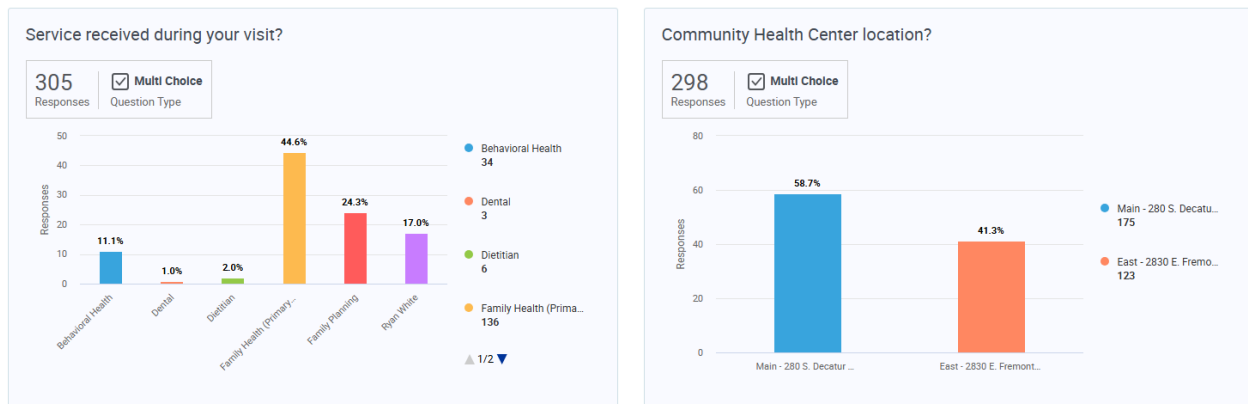 Service received during your visit?
305
Responses
Multi Choice
Question Type
50
40
30
20
10
0
Responses
11.1%
1.0%
2.0%
44.6%
24.3%
17.0%
Behavioral Health
Dental
Dietitian
Family Health (Primary...
Family Planning
Ryan White
Behavioral Health
34
Dental
3
Dietitian
6
Family Health (Prima...
136
1/2
Community Health Center location?
298
Responses
Multi Choice
Question Type
80
60
40
20
0
Responses
58.7%
41.3%
Main - 280 S. Decatur ...
East - 2830 E. Fremont...
Main - 280 S. Decatu...
175
East - 2830 E. Fremo...
123